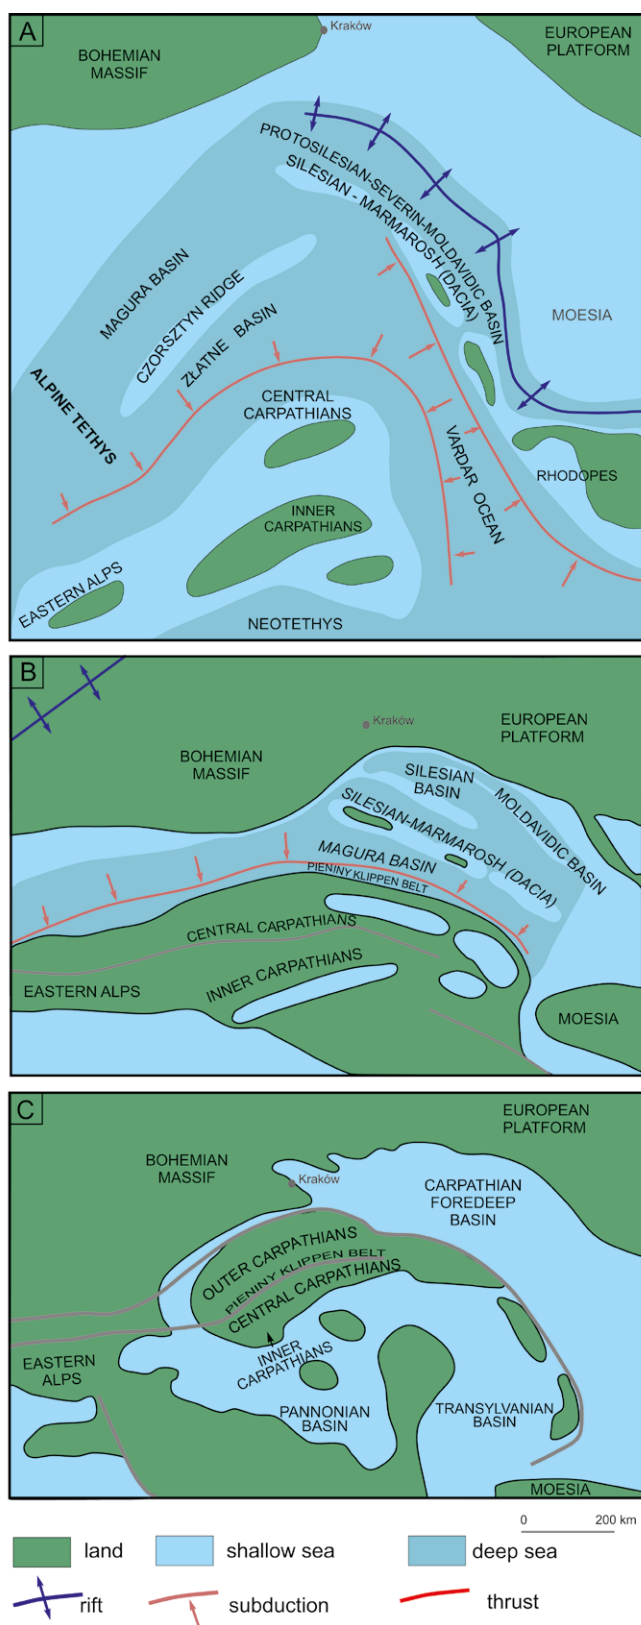 A
Kraków
BOHEMIAN
MASSIF
EUROPEAN
PLATFORM
PROTOSILESIAN-SEVERIN-MOLDAVIDIC BASIN
SILESIAN - MARMAROSH (DACIA)
MAGURA BASIN
CZORSZTYN RIDGE
ZŁATNE BASIN
MOESIA
ALPINE TETHYS
CENTRAL
CARPATHIANS
VARDAR OCEAN
RHODOPES
INNER
CARPATHIANS
EASTERN ALPS
NEOTETHYS
B
Kraków
EUROPEAN
PLATFORM
BOHEMIAN
MASSIF
SILESIAN
BASIN
MOLDAVIDIC BASIN
SILESIAN-MARMAROSH (DACIA)
MAGURA BASIN
PIENINY KLIPPEN BELT
CENTRAL CARPATHIANS
INNER CARPATHIANS
EASTERN ALPS
MOESIA
C
EUROPEAN
PLATFORM
BOHEMIAN
MASSIF
Kraków
CARPATHIAN
FOREDEEP
BASIN
OUTER CARPATHIANS
PIENINY KLIPPEN BELT
CENTRAL CARPATHIANS
INNER
CARPATHIANS
EASTERN
ALPS
PANNONIAN
BASIN
TRANSYLVANIAN
BASIN
MOESIA
0 200 km
land
shallow sea
deep sea
rift
subduction
thrust